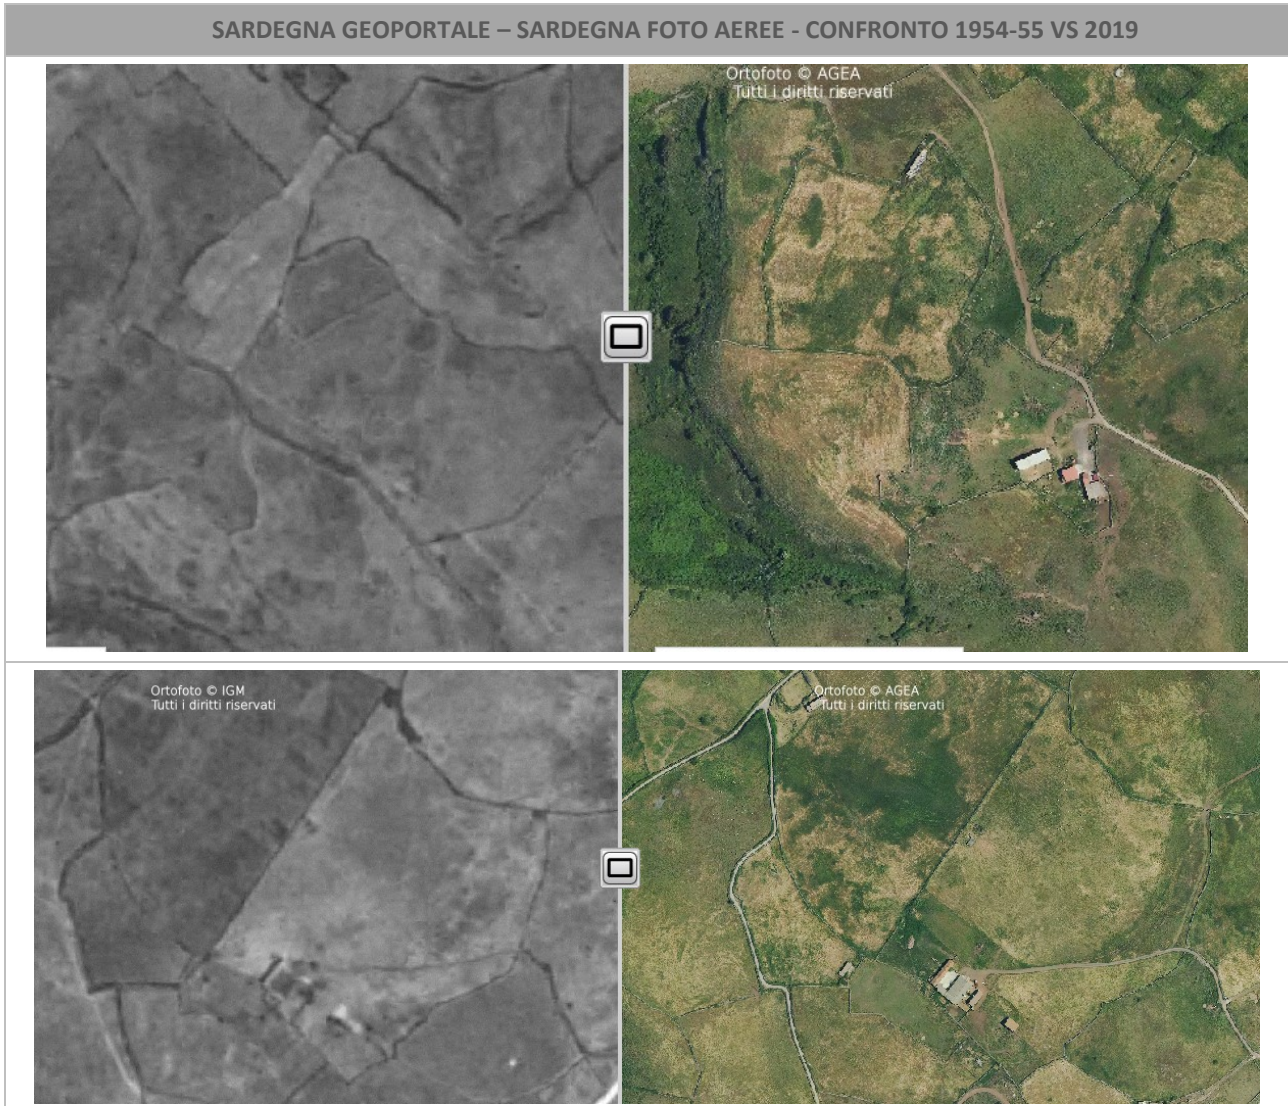 SARDEGNA GEOPORTALE – SARDEGNA FOTO AEREE - CONFRONTO 1954-55 VS 2019
Ortofoto © AGEA
Tutti i diritti riservati
Ortofoto © IGM
Tutti i diritti riservati
Ortofoto © AGEA
Tutti i diritti riservati